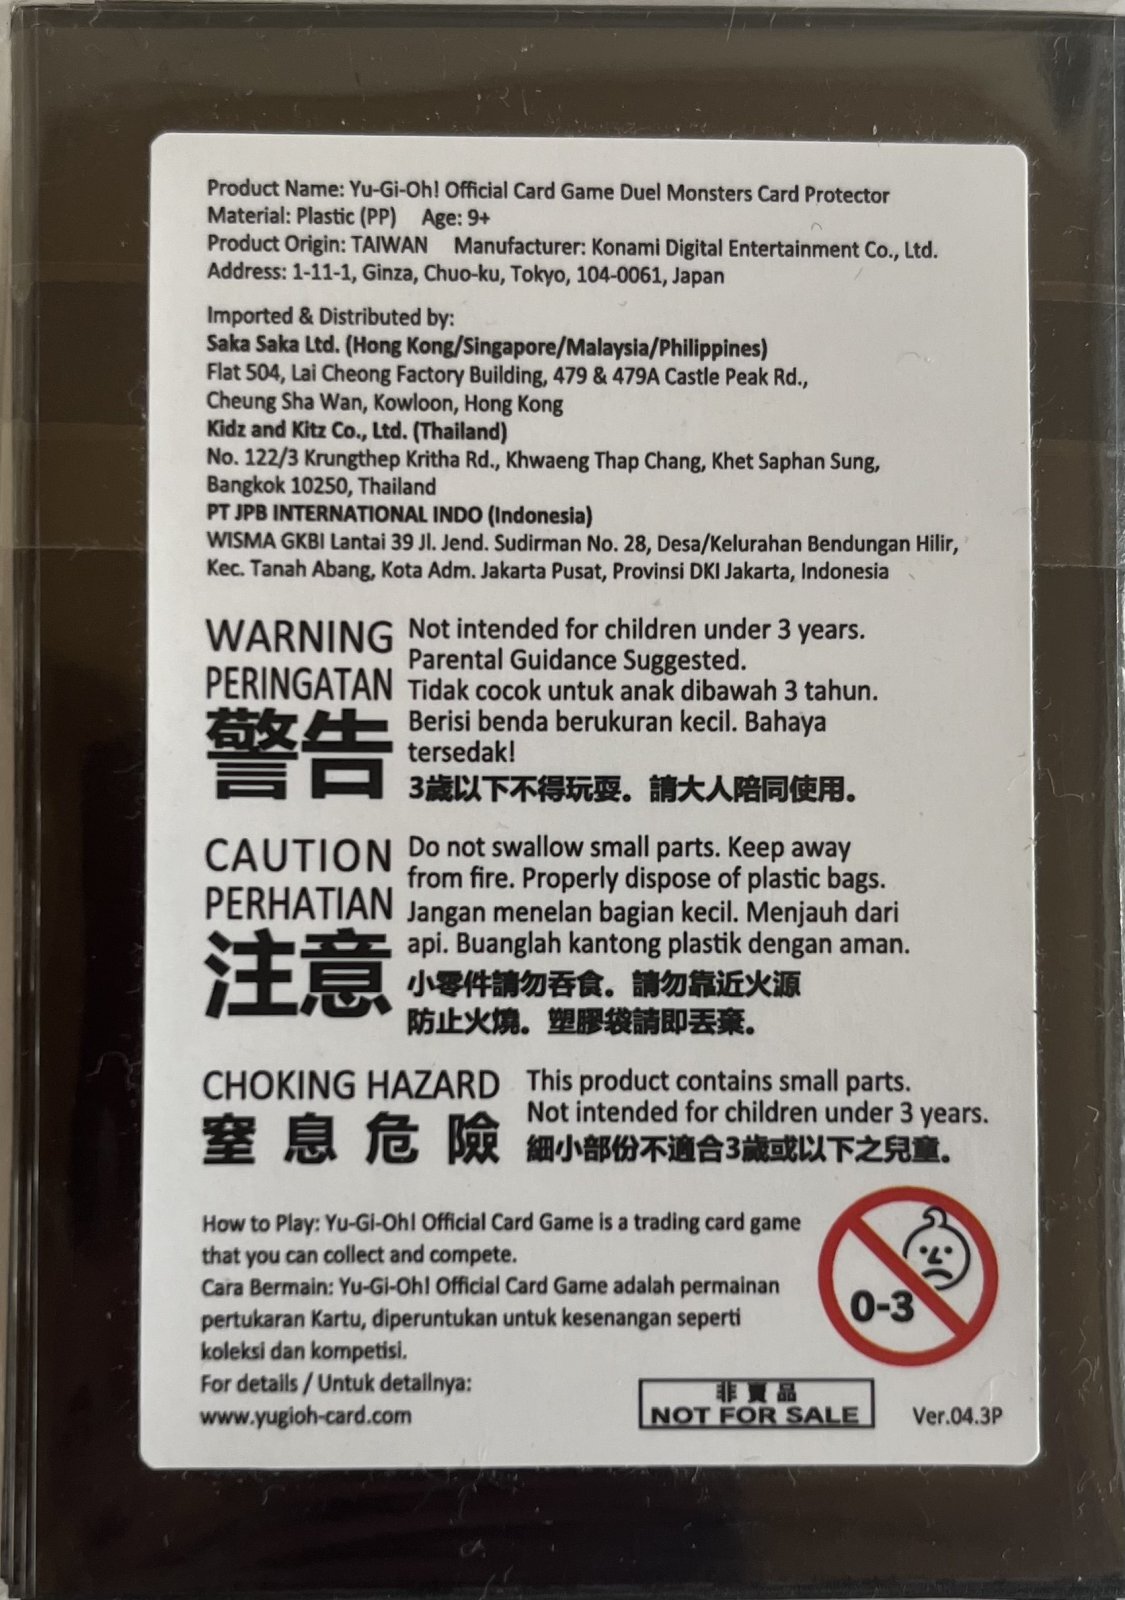 Product Name: Yu-Gi-Oh! Official Card Game Duel Monsters Card Protector
Material: Plastic (PP) Age: 9+
Product Origin: TAIWAN Manufacturer: Konami Digital Entertainment Co., Ltd.
Address: 1-11-1, Ginza, Chuo-ku, Tokyo, 104-0061, Japan
Imported & Distributed by:
Saka Saka Ltd. (Hong Kong/Singapore/Malaysia/Philippines)
Flat 504, Lai Cheong Factory Building, 479 & 479A Castle Peak Rd.,
Cheung Sha Wan, Kowloon, Hong Kong
Kidz and Kitz Co., Ltd. (Thailand)
No. 122/3 Krungthep Kritha Rd., Khwaeng Thap Chang, Khet Saphan Sung,
Bangkok 10250, Thailand
PT JPB INTERNATIONAL INDO (Indonesia)
WISMA GKBI Lantai 39 Jl. Jend. Sudirman No. 28, Desa/Kelurahan Bendungan Hilir,
Kec. Tanah Abang, Kota Adm. Jakarta Pusat, Provinsi DKI Jakarta, Indonesia
WARNING
PERINGATAN
警告
Not intended for children under 3 years.
Parental Guidance Suggested.
Tidak cocok untuk anak dibawah 3 tahun.
Berisi benda berukuran kecil. Bahaya
tersedak!
3歲以下不得玩耍。請大人陪同使用。
CAUTION
PERHATIAN
注意
Do not swallow small parts. Keep away
from fire. Properly dispose of plastic bags.
Jangan menelan bagian kecil. Menjauh dari
api. Buanglah kantong plastik dengan aman.
小零件請勿吞食。請勿靠近火源
防止火燒。塑膠袋請即丟棄。
CHOKING HAZARD
窒息危險
This product contains small parts.
Not intended for children under 3 years.
細小部份不適合3歲或以下之兒童。
How to Play: Yu-Gi-Oh! Official Card Game is a trading card game
that you can collect and compete.
Cara Bermain: Yu-Gi-Oh! Official Card Game adalah permainan
pertukaran Kartu, diperuntukan untuk kesenangan seperti
koleksi dan kompetisi.
For details / Untuk detailnya:
www.yugioh-card.com
0-3
非賣品
NOT FOR SALE
Ver.04.3P